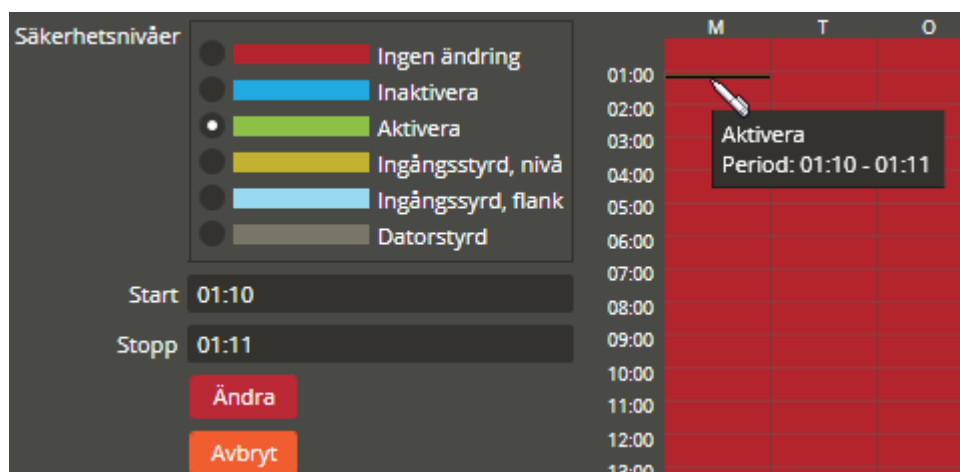 Säkerhetsnivåer
Ingen ändring
Inaktivera
Aktivera
Ingångsstyrd, nivå
Ingångssyrd, flank
Datorstyrd
Start 01:10
Stopp 01:11
Ändra
Avbryt
M T O
01:00
02:00
03:00
04:00
05:00
06:00
07:00
08:00
09:00
10:00
11:00
12:00
13:00
Aktivera
Period: 01:10 - 01:11